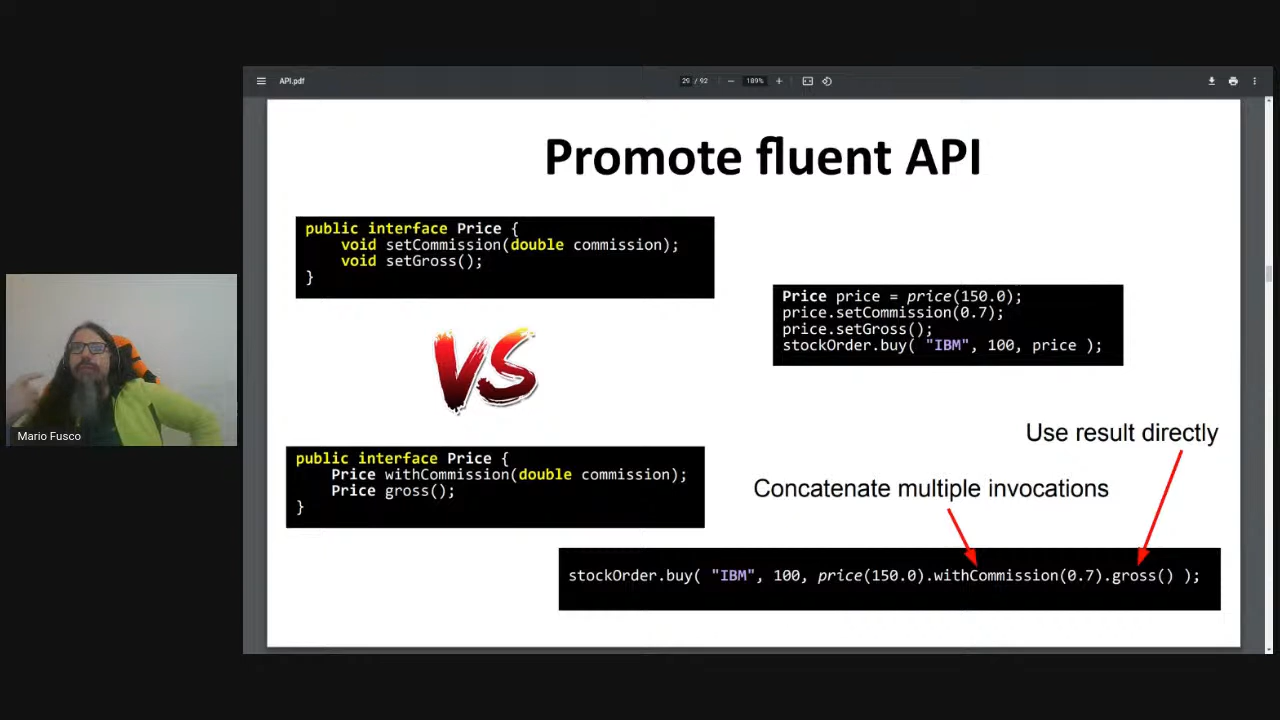 API.pdf
29 / 92
189%
Promote fluent API
public interface Price {
void setCommission(double commission);
void setGross();
}
Price price = price(150.0);
price.setCommission(0.7);
price.setGross();
stockOrder.buy( "IBM", 100, price );
VS
Mario Fusco
public interface Price {
Price withCommission(double commission);
Price gross();
}
Use result directly
Concatenate multiple invocations
stockOrder.buy( "IBM", 100, price(150.0).withCommission(0.7).gross() );